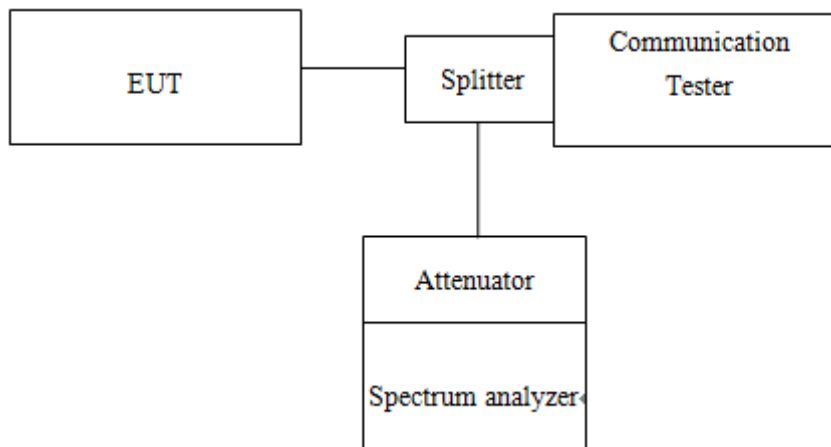 EUT
Splitter
Communication
Tester
Attenuator
Spectrum analyzer